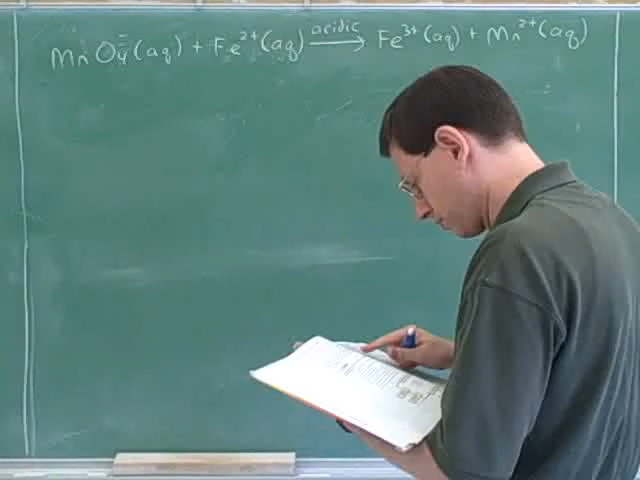 MnO₄⁻(aq) + Fe²⁺(aq) acidic→ Fe³⁺(aq) + Mn²⁺(aq)